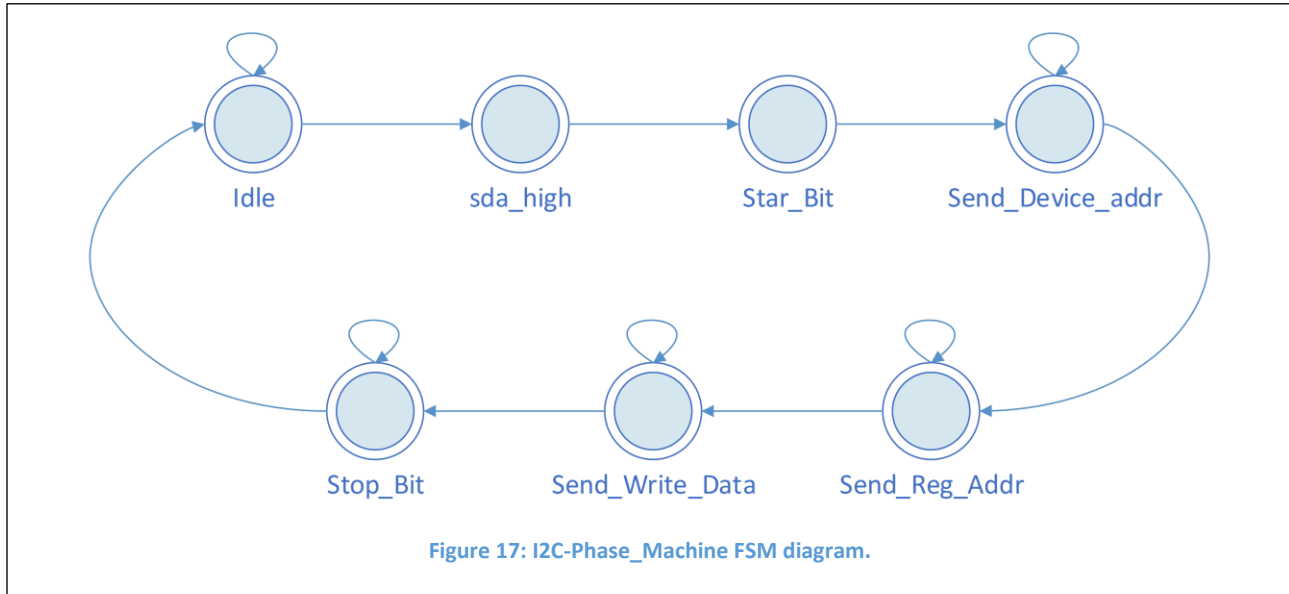 Idle
sda_high
Star_Bit
Send_Device_addr
Stop_Bit
Send_Write_Data
Send_Reg_Addr
Figure 17: I2C-Phase_Machine FSM diagram.